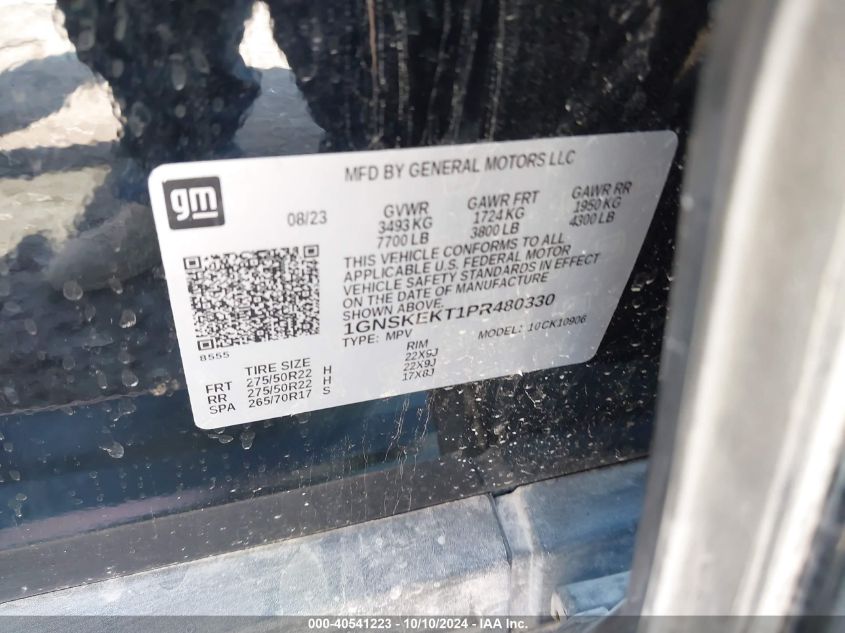 MFD BY GENERAL MOTORS LLC
gm
08/23
GVWR
3493 KG
7700 LB
GAWR FRT
1724 KG
3800 LB
GAWR RR
1950 KG
4300 LB
THIS VEHICLE CONFORMS TO ALL
APPLICABLE U.S. FEDERAL MOTOR
VEHICLE SAFETY STANDARDS IN EFFECT
ON THE DATE OF MANUFACTURE
1GNSKEKT1PR480330
TYPE: MPV
MODEL: 10CK10906
8555
TIRE SIZE
RIM
FRT 275/50R22 H 22X9J
RR 275/50R22 H 22X9J
SPA 265/70R17 S 17X8J
000-40541223 - 10/10/2024 - IAA Inc.